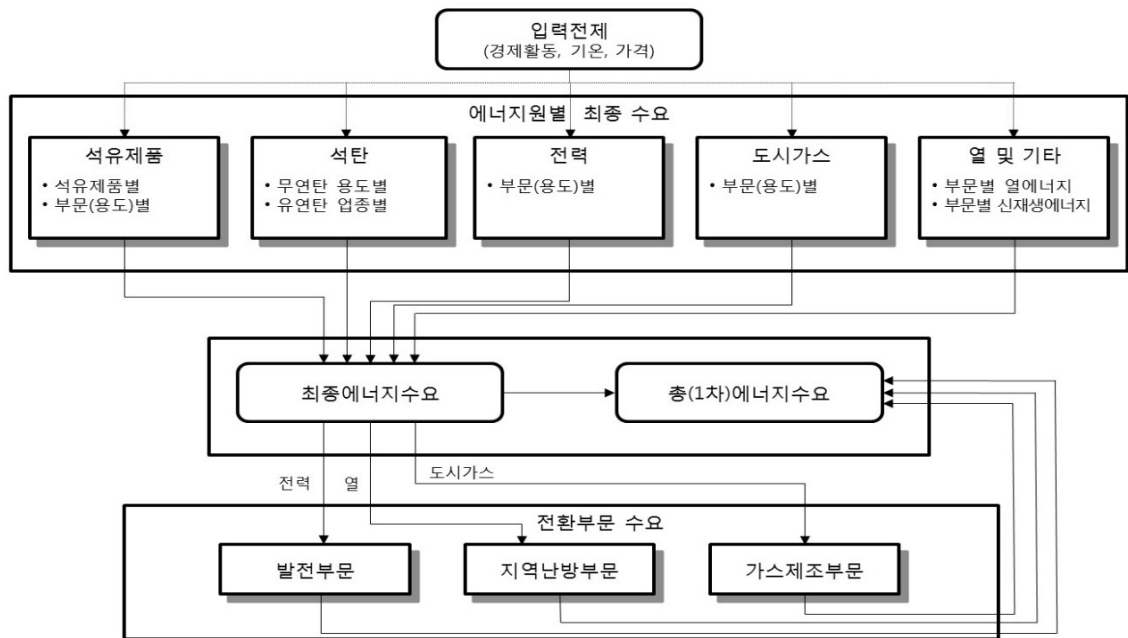 입력전제
(경제활동, 기온, 가격)
에너지원별 최종 수요
석유제품
• 석유제품별
• 부문(용도)별
석탄
• 무연탄 용도별
• 유연탄 업종별
전력
• 부문(용도)별
도시가스
• 부문(용도)별
열 및 기타
• 부문별 열에너지
• 부문별 신재생에너지
최종에너지수요
총(1차)에너지수요
전력
열
도시가스
전환부문 수요
발전부문
지역난방부문
가스제조부문